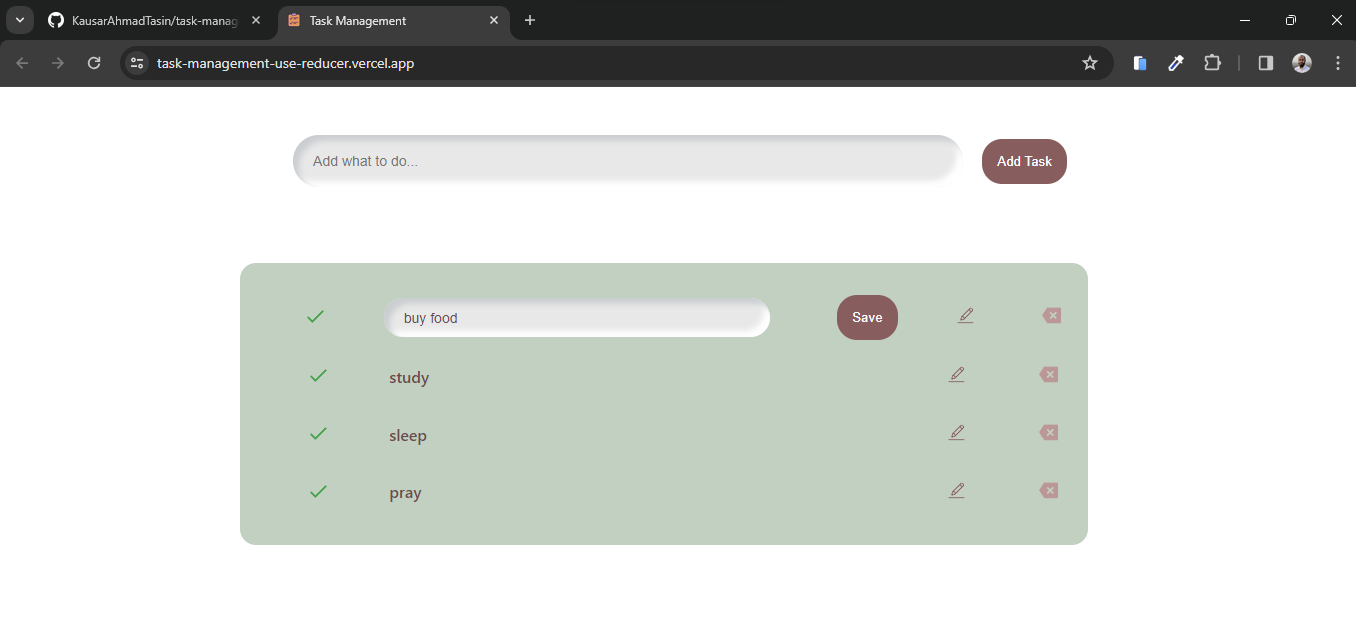 KausarAhmadTasin/task-manag
Task Management
task-management-use-reducer.vercel.app
Add what to do...
Add Task
buy food
Save
study
sleep
pray